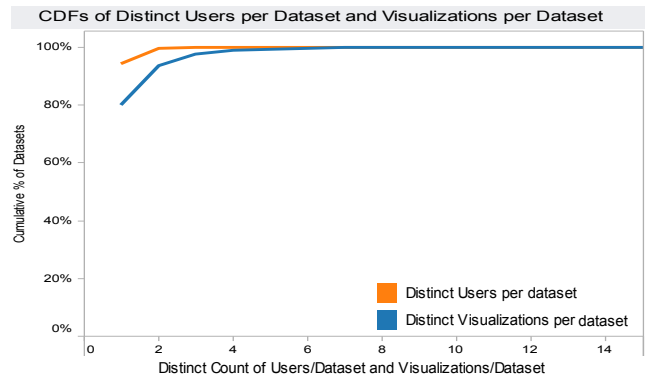 CDFs of Distinct Users per Dataset and Visualizations per Dataset
100%
80%
60%
40%
20%
0%
Cumulative % of Datasets
Distinct Users per dataset
Distinct Visualizations per dataset
0 2 4 6 8 10 12 14
Distinct Count of Users/Dataset and Visualizations/Dataset